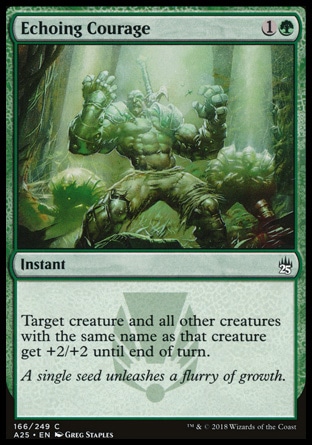 Echoing Courage 1
Instant 25
Target creature and all other creatures
with the same name as that creature
get +2/+2 until end of turn.
A single seed unleashes a flurry of growth.
166/249 C
A25 • EN Greg Staples ™ & © 2018 Wizards of the Coast